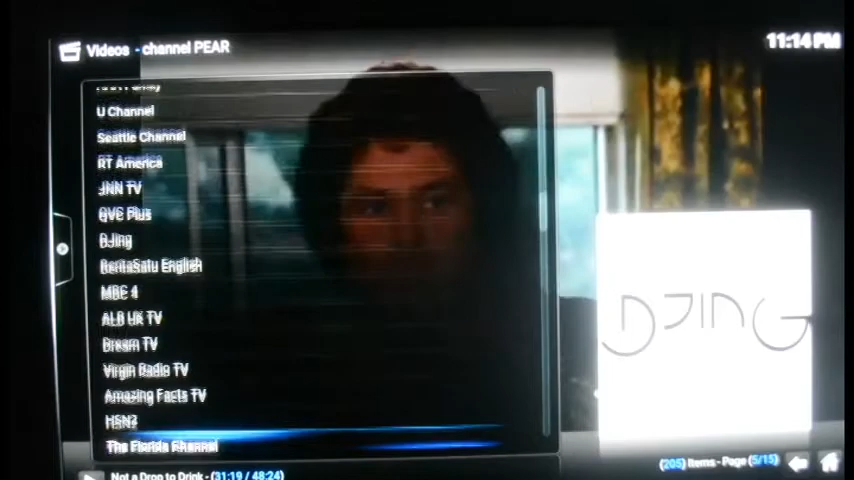 Videos - channel PEAR
11:14 PM
U Channel
Seattle Channel
RT America
JNN TV
QVC Plus
DJing
BeritaSatu English
MBC 4
ALB UK TV
Dream TV
Virgin Radio TV
Amazing Facts TV
HSN2
The Florida Channel
DJING
Not a Drop to Drink - (31:19 / 48:24)
(205) Items - Page (5/15)